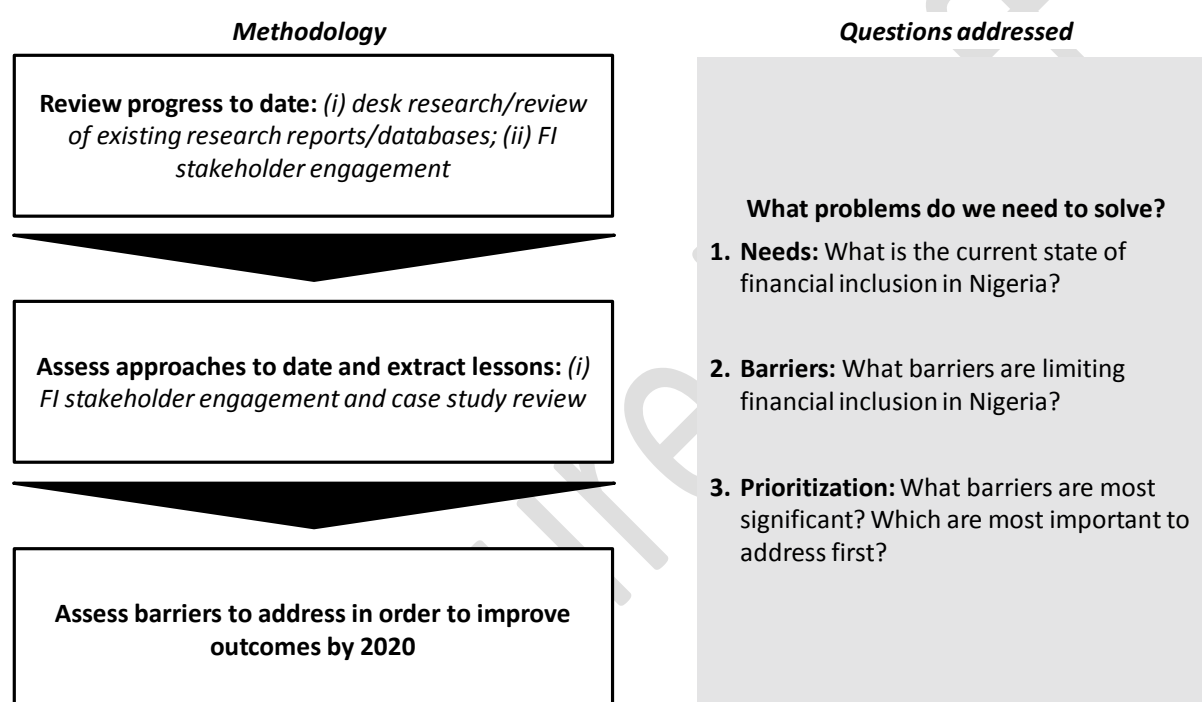 Methodology
Review progress to date: (i) desk research/review
of existing research reports/databases; (ii) FI
stakeholder engagement
Assess approaches to date and extract lessons: (i)
FI stakeholder engagement and case study review
Assess barriers to address in order to improve
outcomes by 2020
Questions addressed
What problems do we need to solve?
1. Needs: What is the current state of
financial inclusion in Nigeria?
2. Barriers: What barriers are limiting
financial inclusion in Nigeria?
3. Prioritization: What barriers are most
significant? Which are most important to
address first?